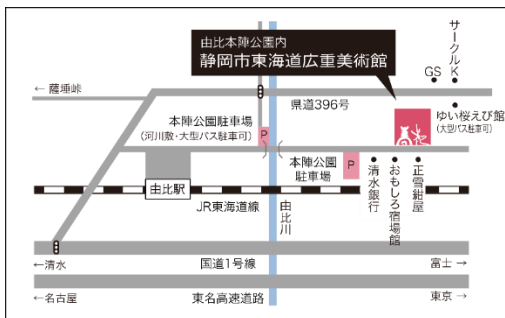 由比本陣公園内
静岡市東海道広重美術館
サークルK
GS
← 薩埵峠
県道396号
ゆい桜えび館
(大型バス駐車可)
本陣公園駐車場
(河川敷・大型バス駐車可)
P
本陣公園
駐車場
P
清水銀行
おもしろ宿場館
正雪紺屋
由比駅
JR東海道線
由比川
←清水
国道1号線
富士→
←名古屋
東名高速道路
東京→